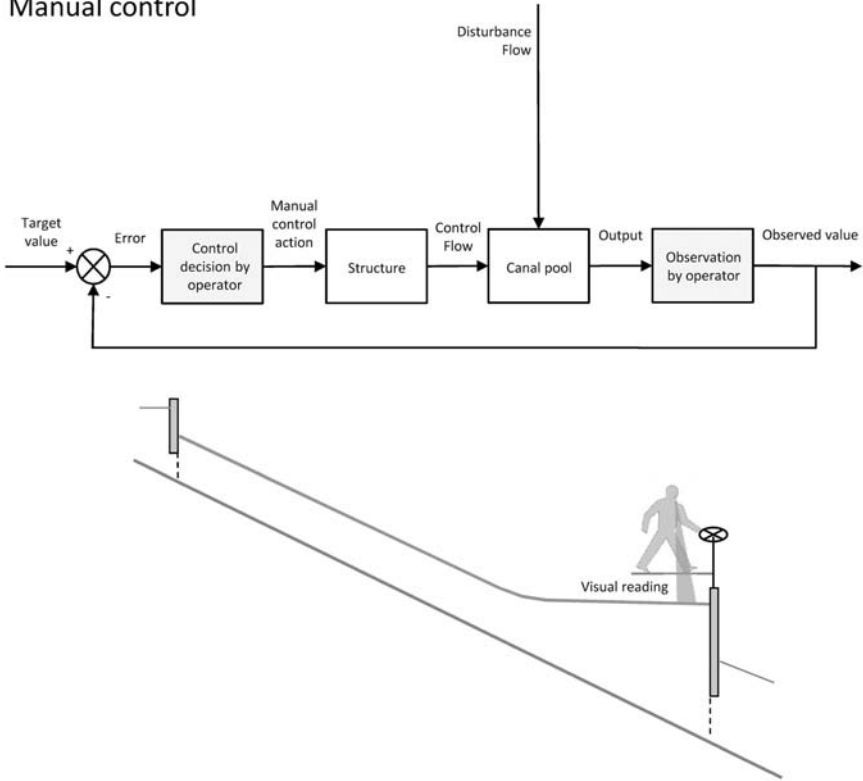 Manual control
Disturbance
Flow
Target
value
+
-
Error
Control
decision by
operator
Manual
control
action
Structure
Control
Flow
Canal pool
Output
Observation
by operator
Observed value
Visual reading